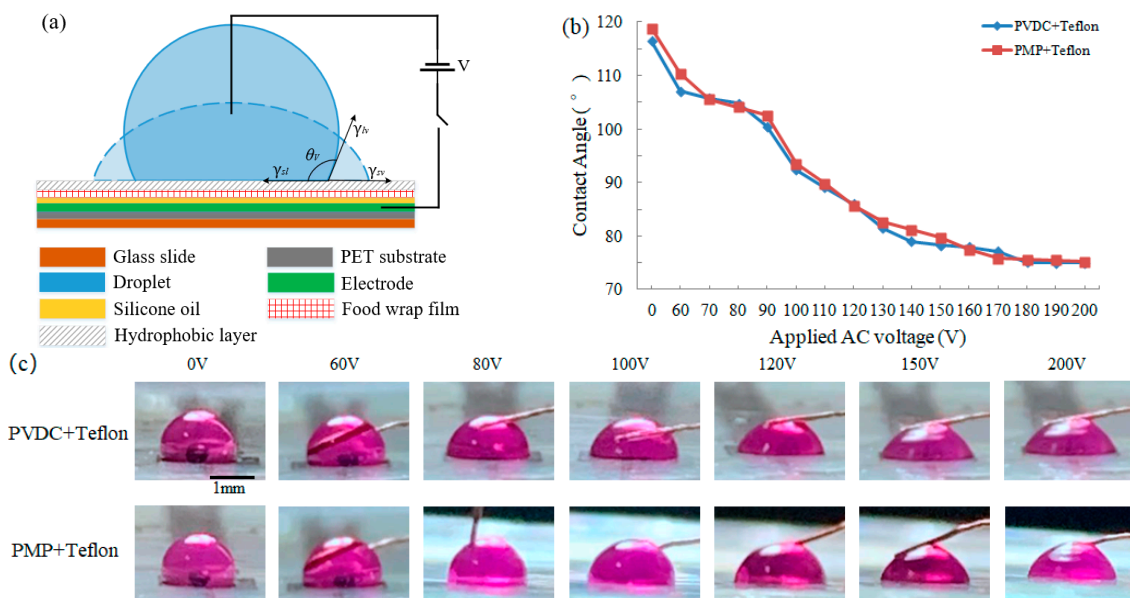 (a)
V
γlv
θv
γsl
γsv
Glass slide
PET substrate
Droplet
Electrode
Silicone oil
Food wrap film
Hydrophobic layer
(b)
PVDC+Teflon
PMP+Teflon
Contact Angle (°)
120
110
100
90
80
70
0 60 70 80 90 100 110 120 130 140 150 160 170 180 190 200
Applied AC voltage (V)
(c)
0V 60V 80V 100V 120V 150V 200V
PVDC+Teflon
1mm
PMP+Teflon